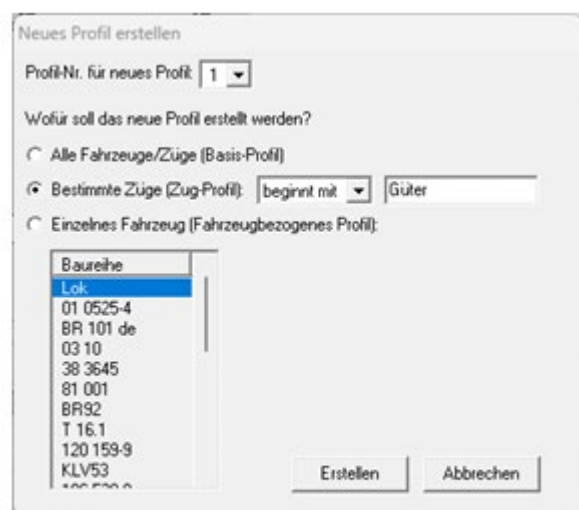 Neues Profil erstellen
Profil-Nr. für neues Profil: 1
Wofür soll das neue Profil erstellt werden?
Alle Fahrzeuge/Züge (Basis-Profil)
Bestimmte Züge (Zug-Profil): beginnt mit Güter
Einzelnes Fahrzeug (Fahrzeugbezogenes Profil):
Baureihe
Lok
01 0525-4
BR 101 de
03 10
38 3645
81 001
BR92
T 16.1
120 159-9
KLV53
Erstellen Abbrechen